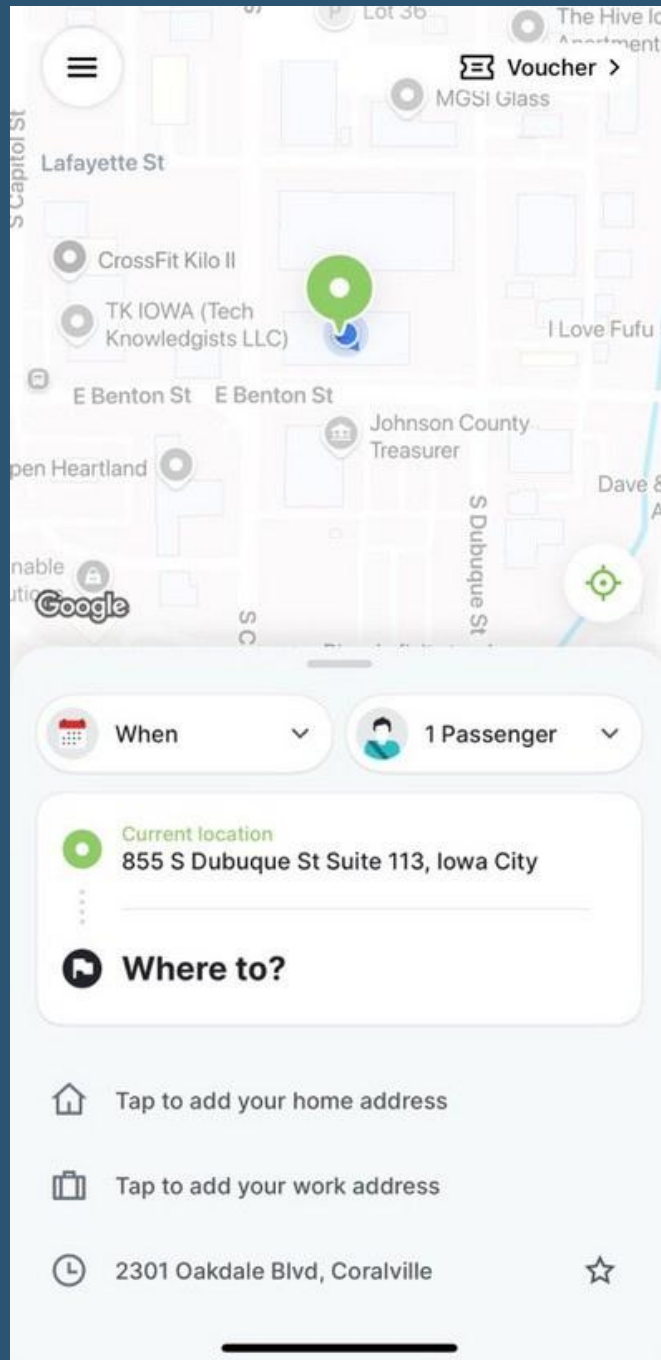 Lot 36
The Hive
Voucher >
MGSI Glass
S Capitol St
Lafayette St
CrossFit Kilo II
TK IOWA (Tech
Knowledgists LLC)
I Love Fufu
E Benton St E Benton St
Johnson County
Treasurer
pen Heartland
Dave &
S Dubuque St
nable
Google
S C
When
1 Passenger
Current location
855 S Dubuque St Suite 113, Iowa City
Where to?
Tap to add your home address
Tap to add your work address
2301 Oakdale Blvd, Coralville